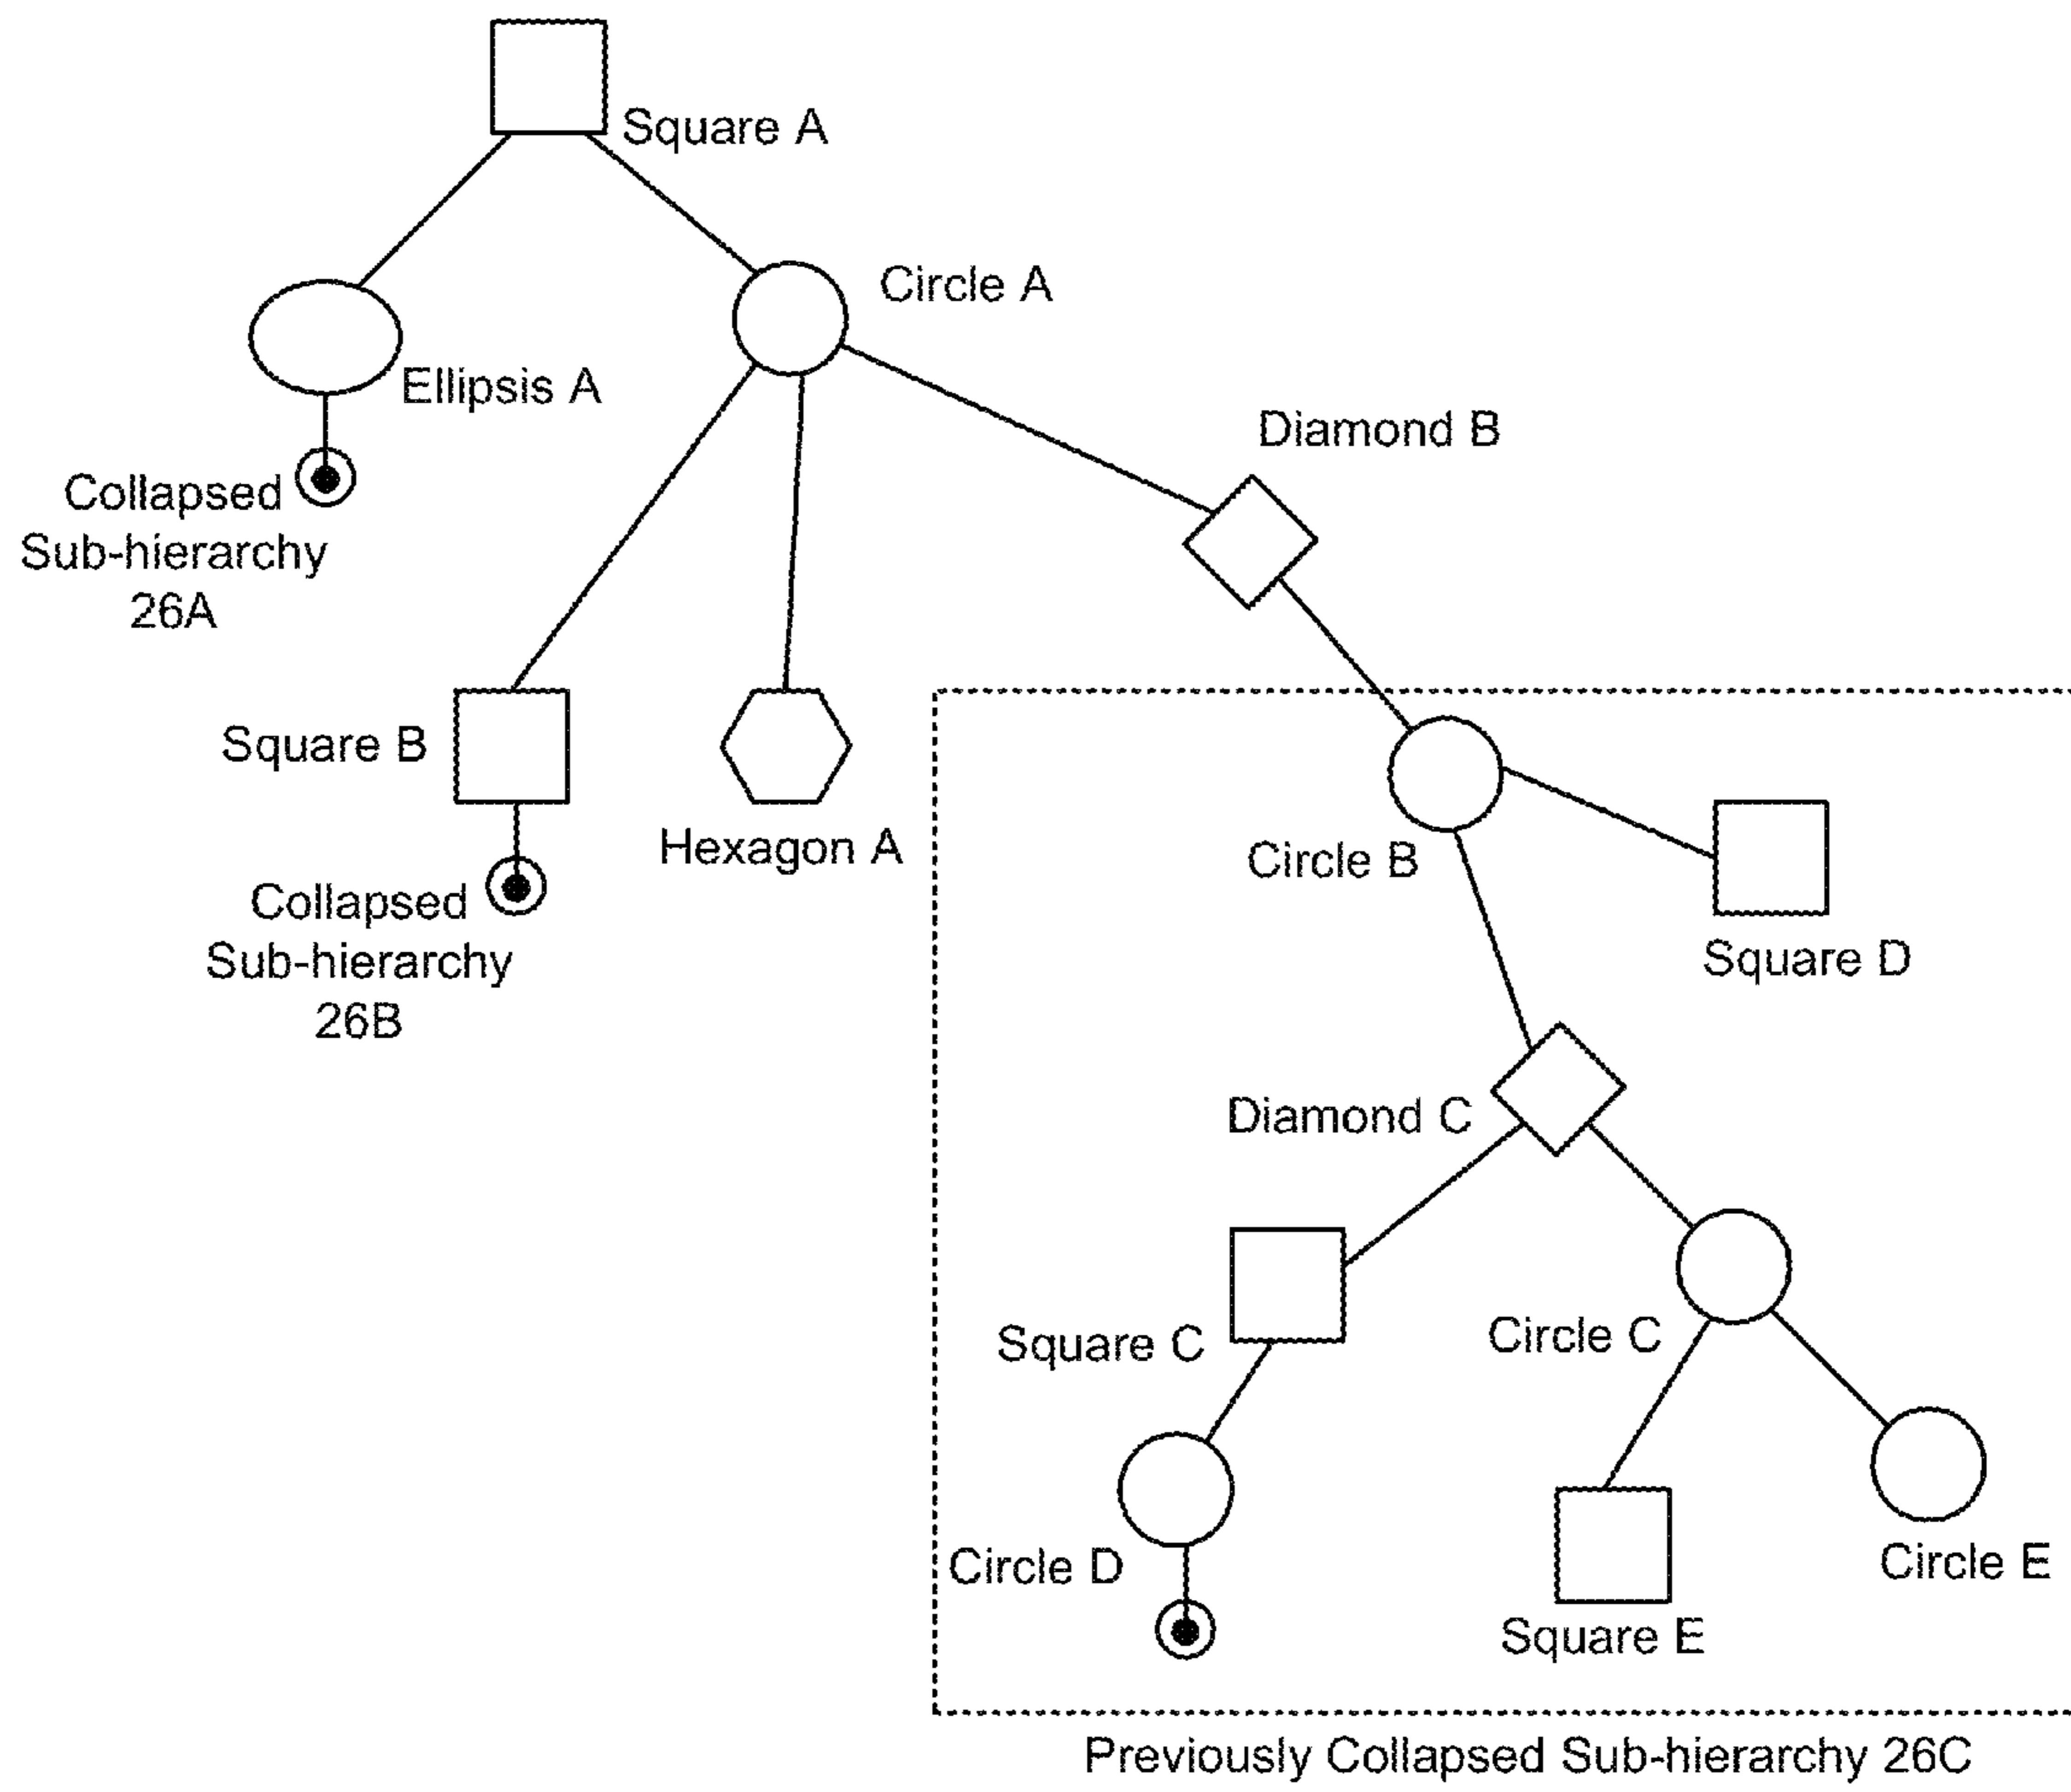 Square A
Circle A
Ellipsis A
Diamond B
Collapsed
Sub-hierarchy
26A
Square B
Hexagon A
Circle B
Collapsed
Sub-hierarchy
26B
Square D
Diamond C
Square C
Circle C
Circle D
Circle E
Square E
Previously Collapsed Sub-hierarchy 26C